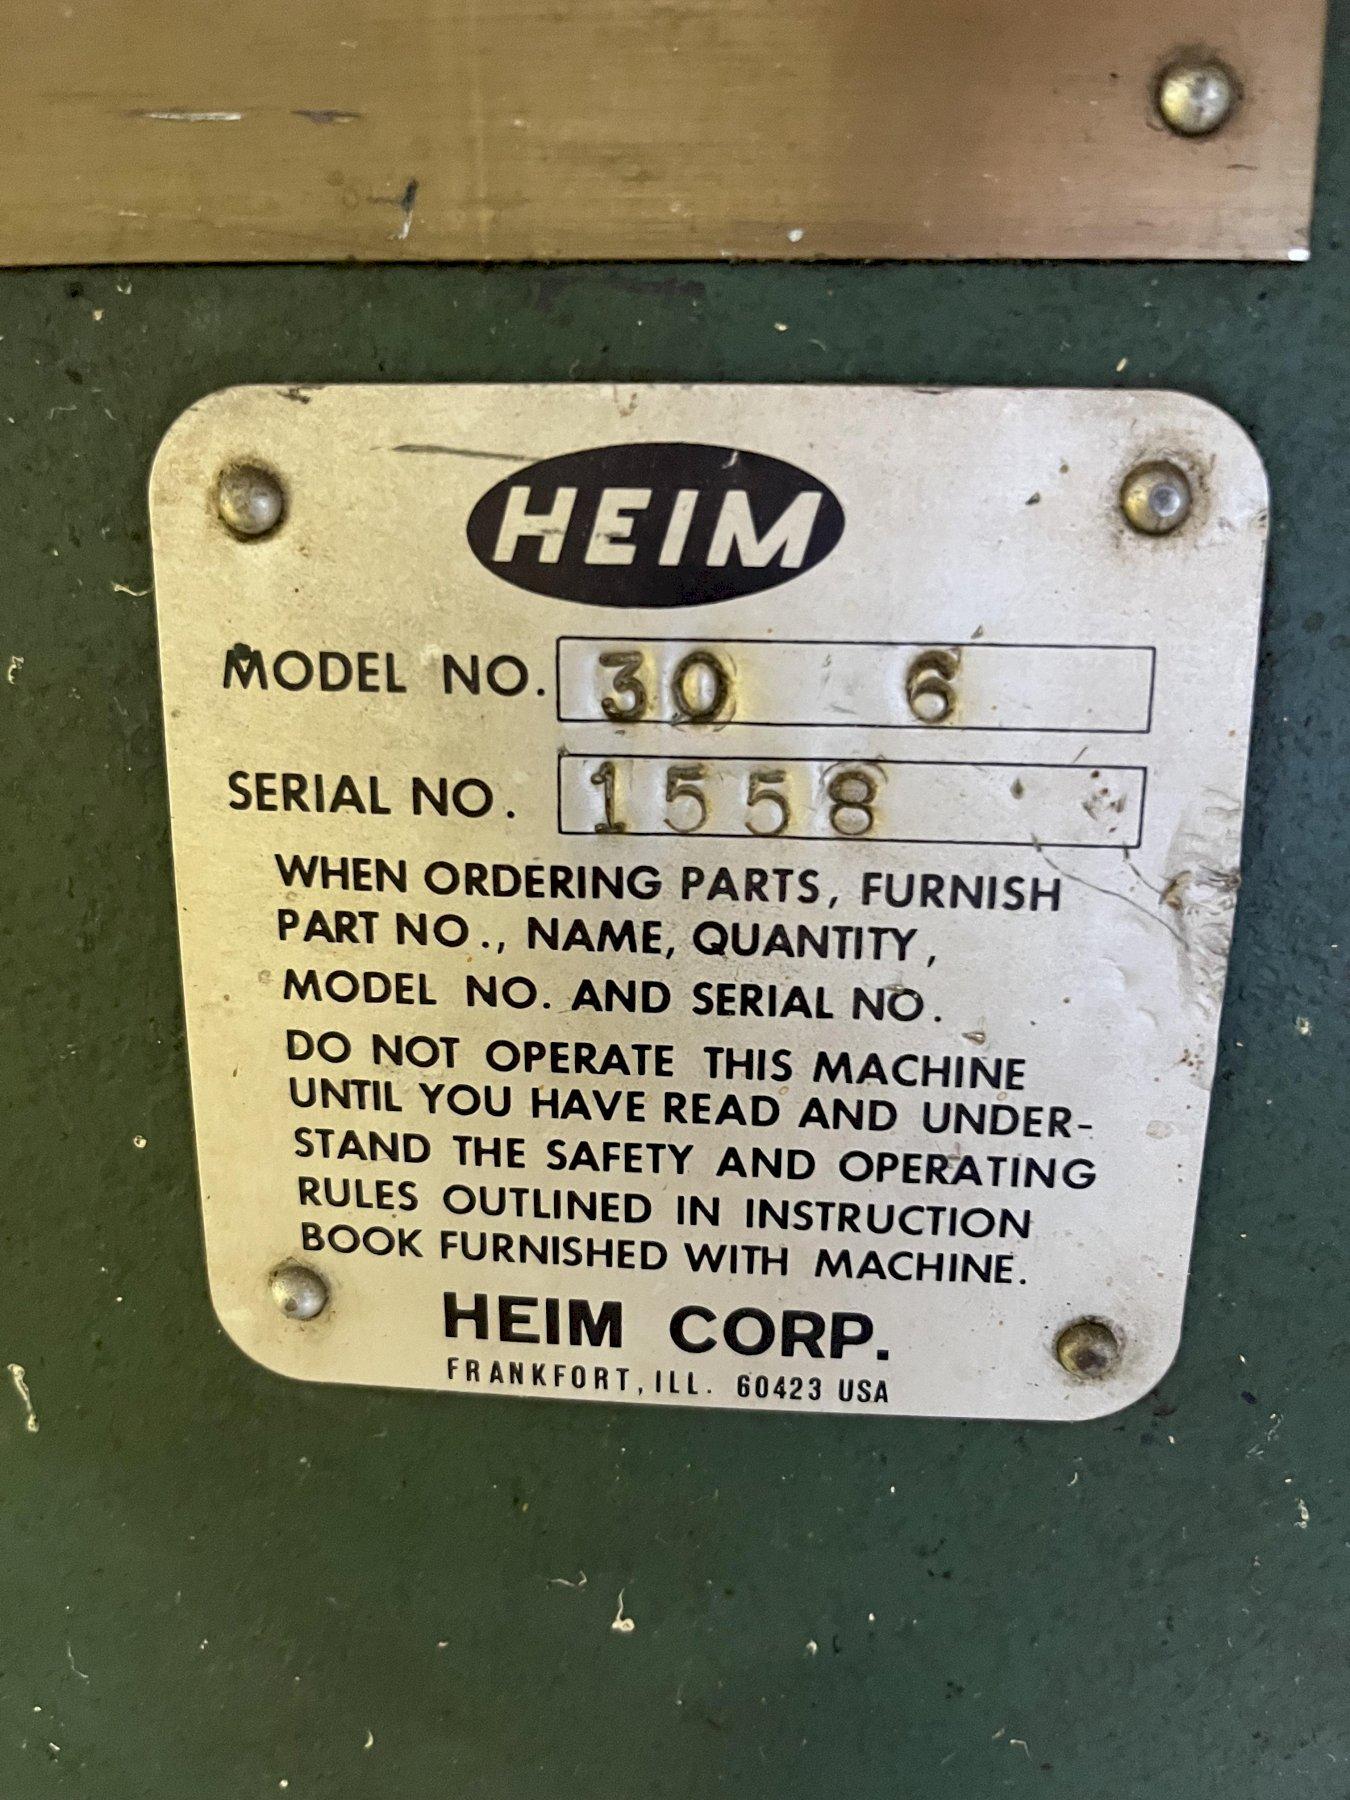 HEIM
MODEL NO. 30 6
SERIAL NO. 1558
WHEN ORDERING PARTS, FURNISH
PART NO., NAME, QUANTITY,
MODEL NO. AND SERIAL NO.
DO NOT OPERATE THIS MACHINE
UNTIL YOU HAVE READ AND UNDER-
STAND THE SAFETY AND OPERATING
RULES OUTLINED IN INSTRUCTION
BOOK FURNISHED WITH MACHINE.
HEIM CORP.
FRANKFORT, ILL. 60423 USA